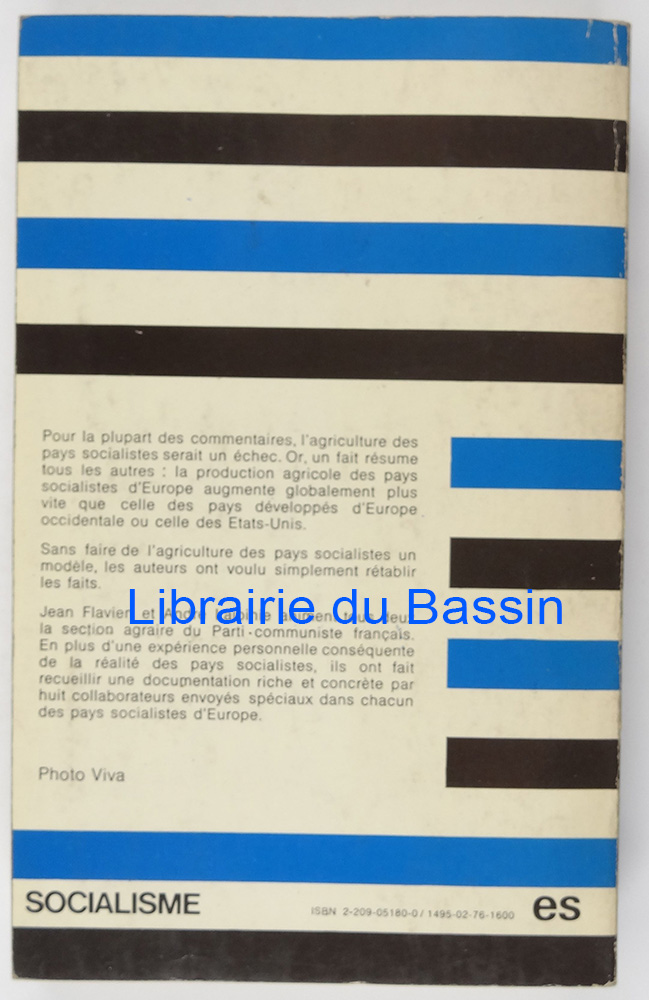 Pour la plupart des commentaires, l'agriculture des
pays socialistes serait un échec. Or, un fait résume
tous les autres : la production agricole des pays
socialistes d'Europe augmente globalement plus
vite que celle des pays développés d'Europe
occidentale ou celle des Etats-Unis.
Sans faire de l'agriculture des pays socialistes un
modèle, les auteurs ont voulu simplement rétablir
les faits.
Jean Flavien et André tous deux
Librairie du Bassin
la section agraire du Parti communiste français.
En plus d'une expérience personnelle conséquente
de la réalité des pays socialistes, ils ont fait
recueillir une documentation riche et concrète par
huit collaborateurs envoyés spéciaux dans chacun
des pays socialistes d'Europe.
Photo Viva
SOCIALISME
ISBN 2-209-05180-0 / 1495-02-76-1600
es